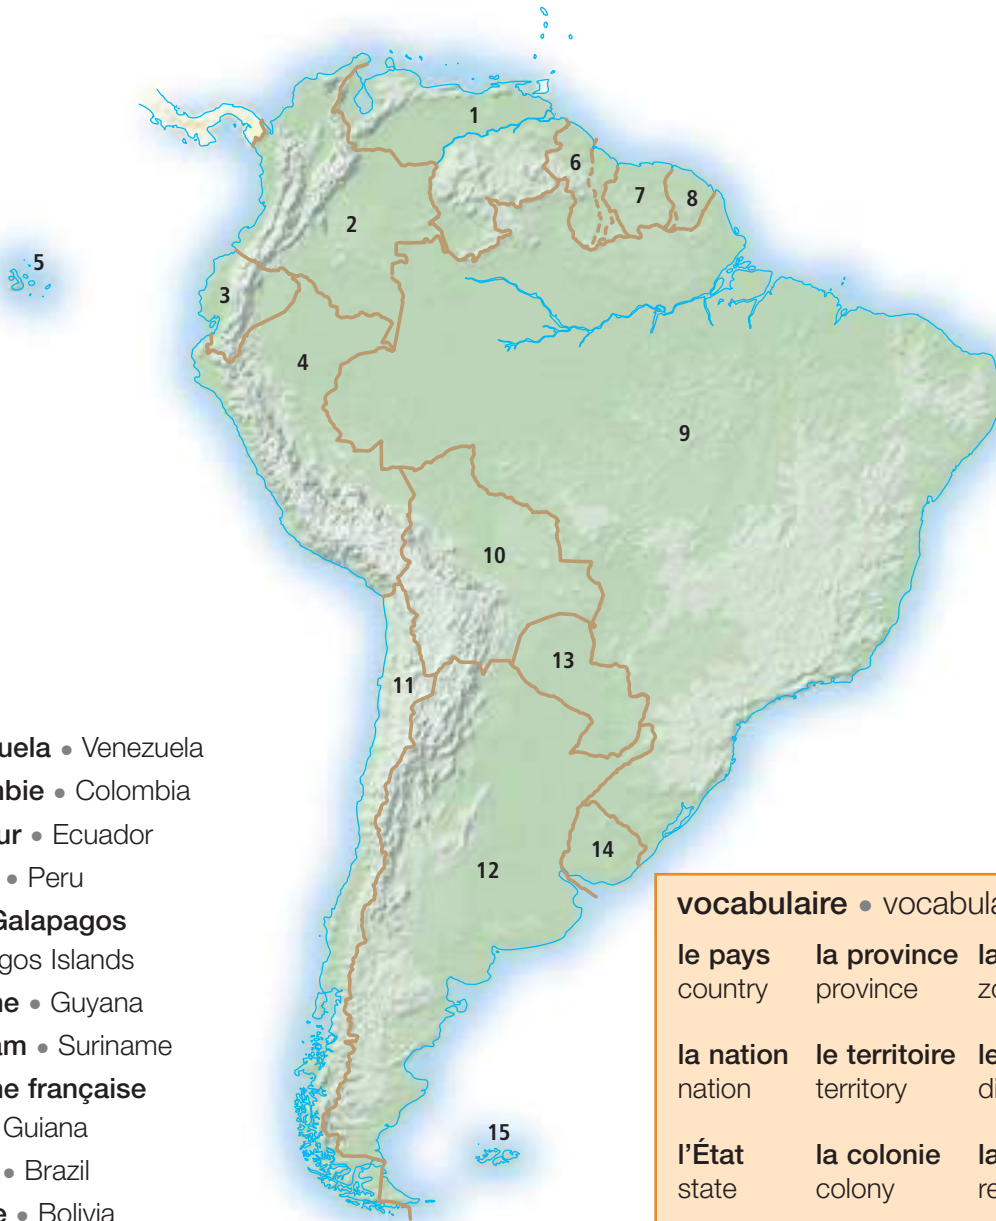 1
6
7
8
2
5
3
4
9
10
13
11
12
14
15
uela • Venezuela
nbie • Colombia
ur • Ecuador
• Peru
Galapagos
gos Islands
ne • Guyana
am • Suriname
ne française
Guiana
• Brazil
e • Bolivia
vocabulaire • vocabula
le pays la province la
country province zo
la nation le territoire le
nation territory di
l'État la colonie la
state colony re